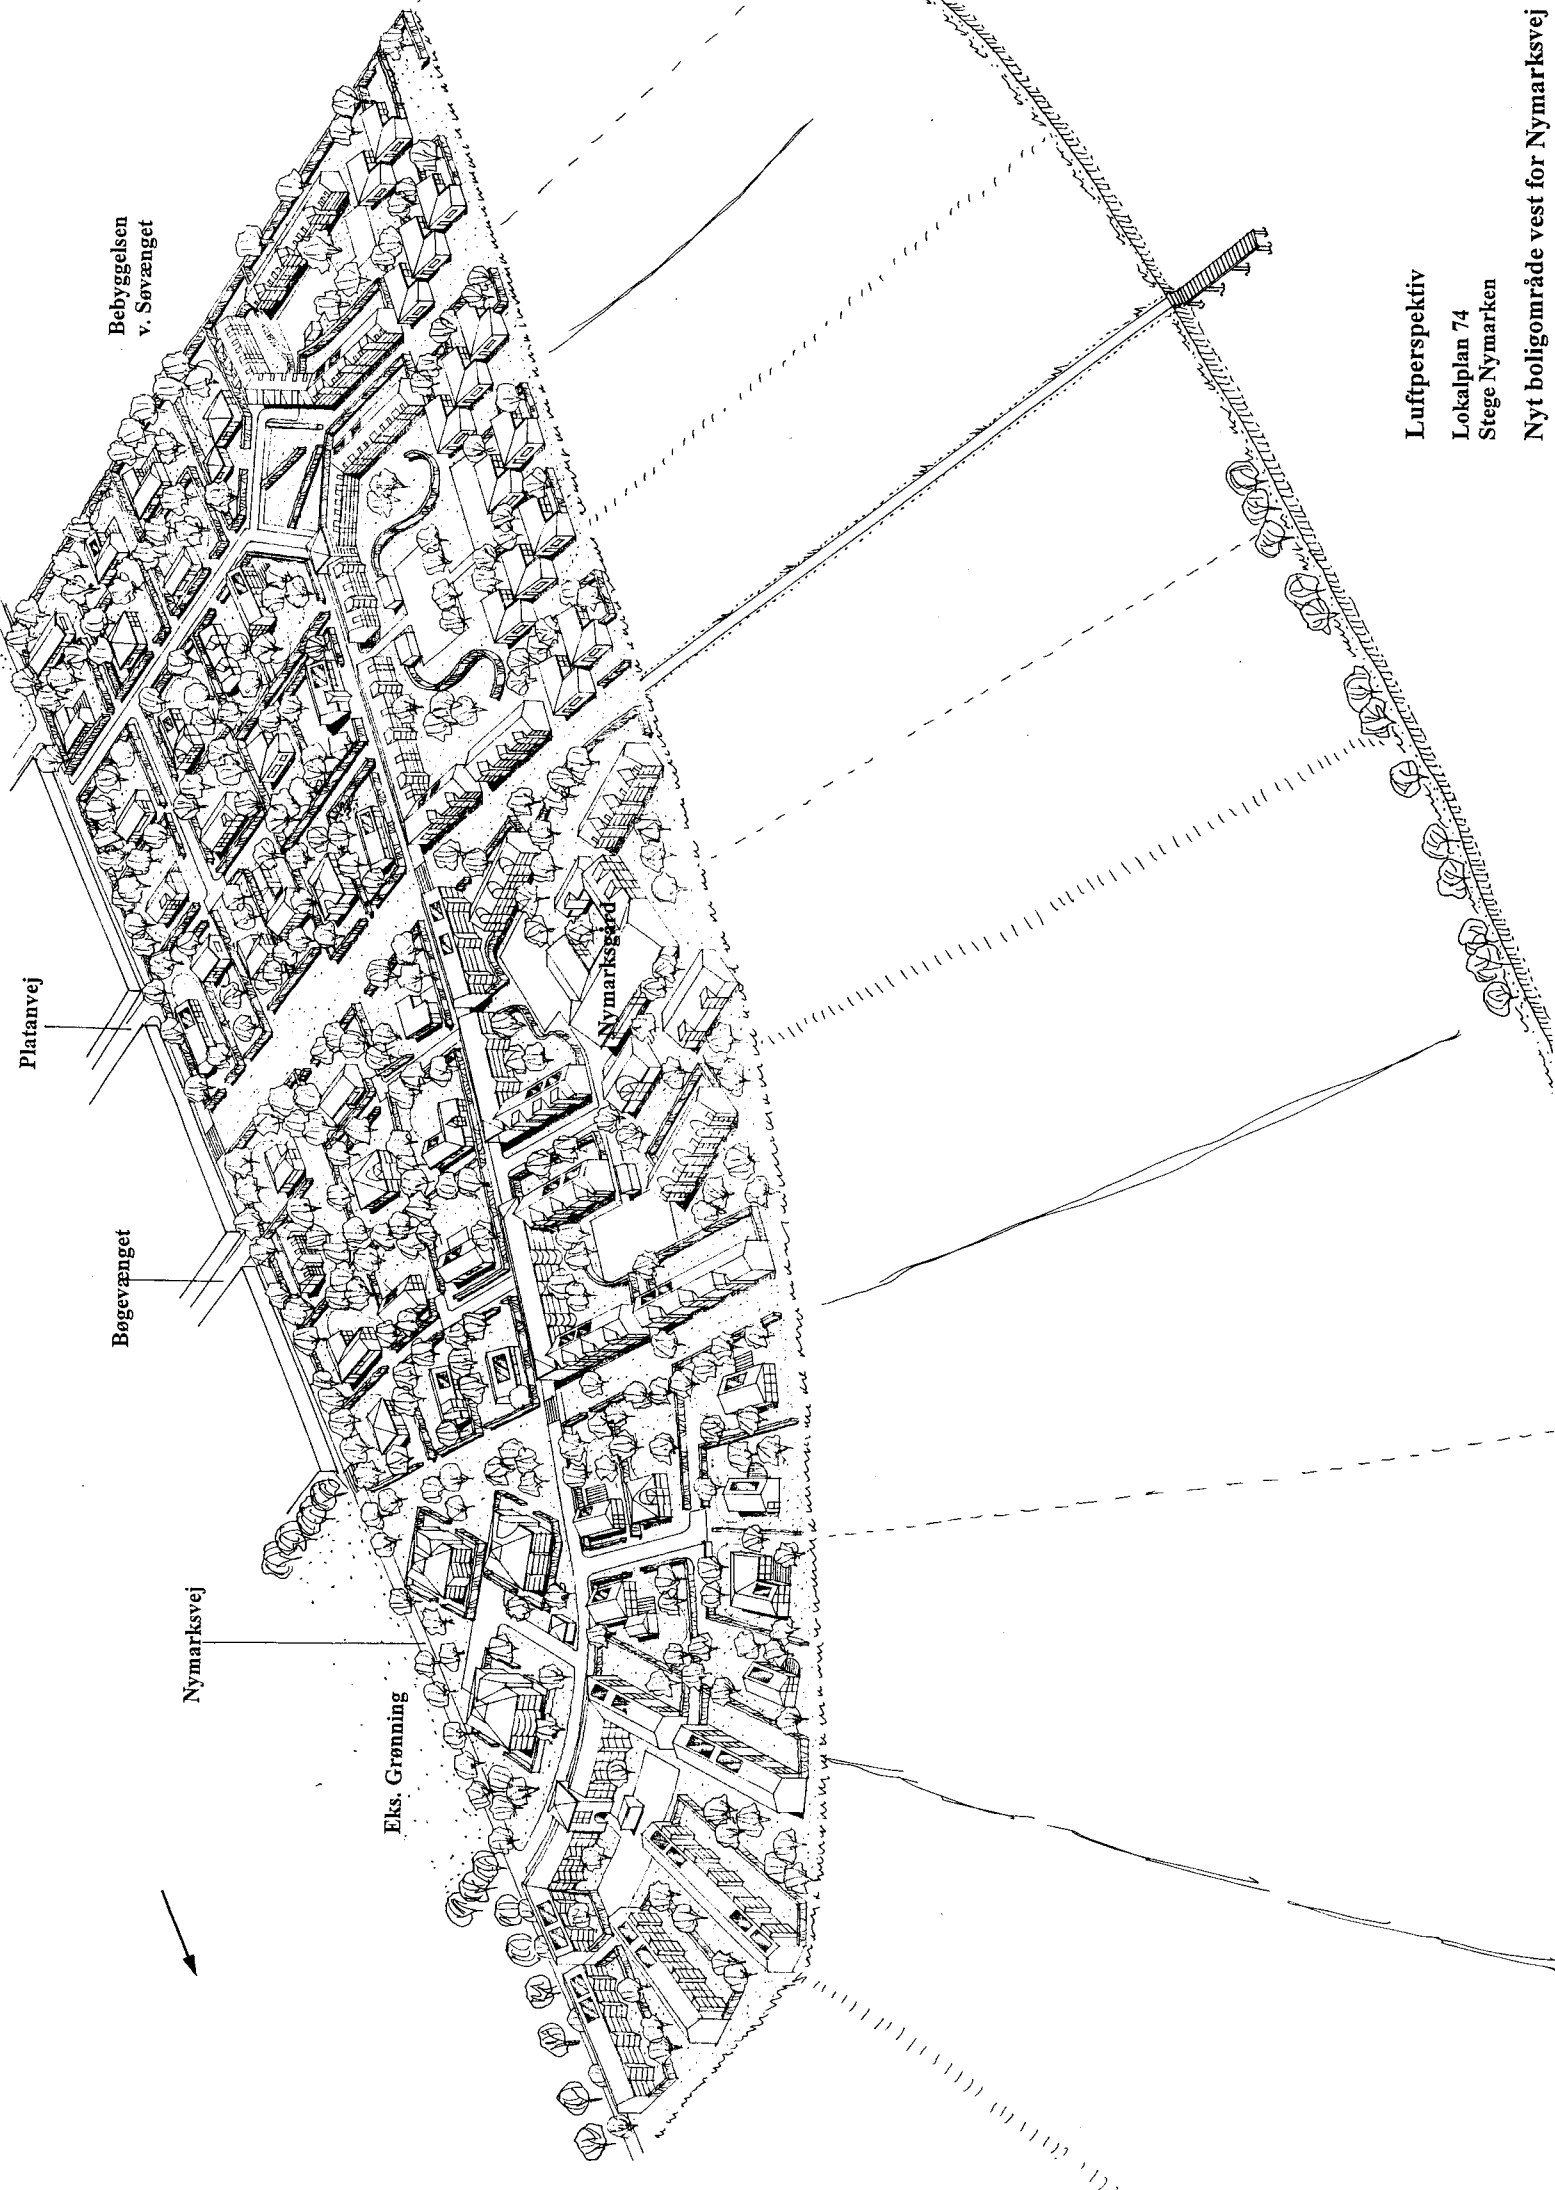 Eks. Grønning
Nymarksvej
Bøgevænget
Platanvej
Bebyggelsen
v. Søvænget
Nymarksgård
Luftperspektiv
Lokalplan 74
Stege Nymarken
Nyt boligområde vest for Nymarksvej